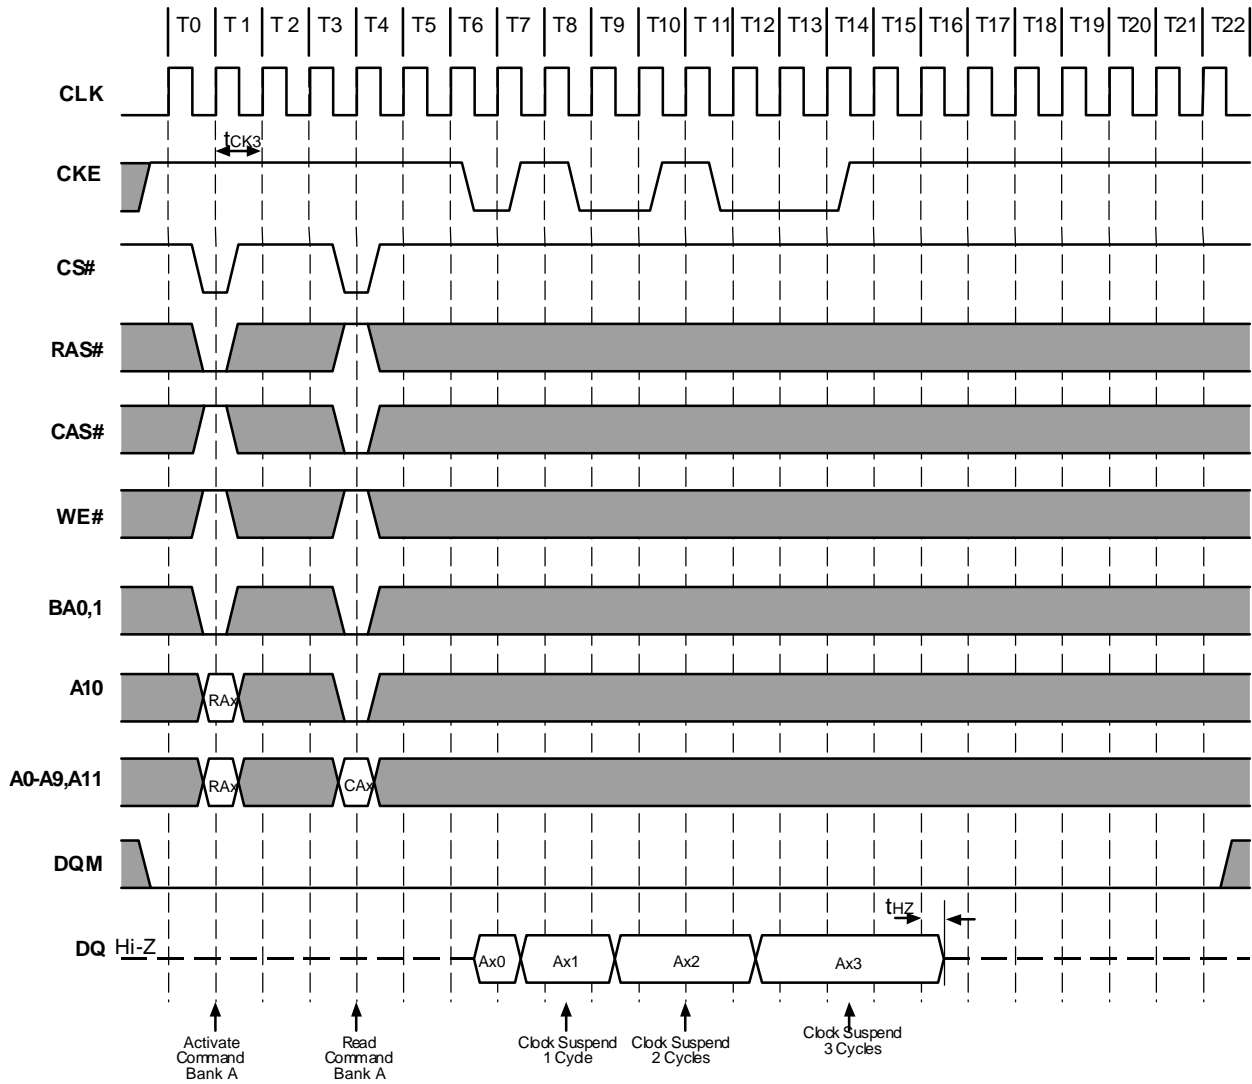 T0 T 1 T 2 T3 T4 T5 T6 T7 T8 T9 T10 T 11 T12 T13 T14 T15 T16 T17 T18 T19 T20 T21 T22
CLK
tCK3
CKE
CS#
RAS#
CAS#
WE#
BA0,1
A10
RAx
A0-A9,A11
RAx CAx
DQM
tHZ
DQ Hi-Z
Ax0 Ax1 Ax2 Ax3
Activate
Command
Bank A
Read
Command
Bank A
Clock Suspend
1 Cycle
Clock Suspend
2 Cycles
Clock Suspend
3 Cycles